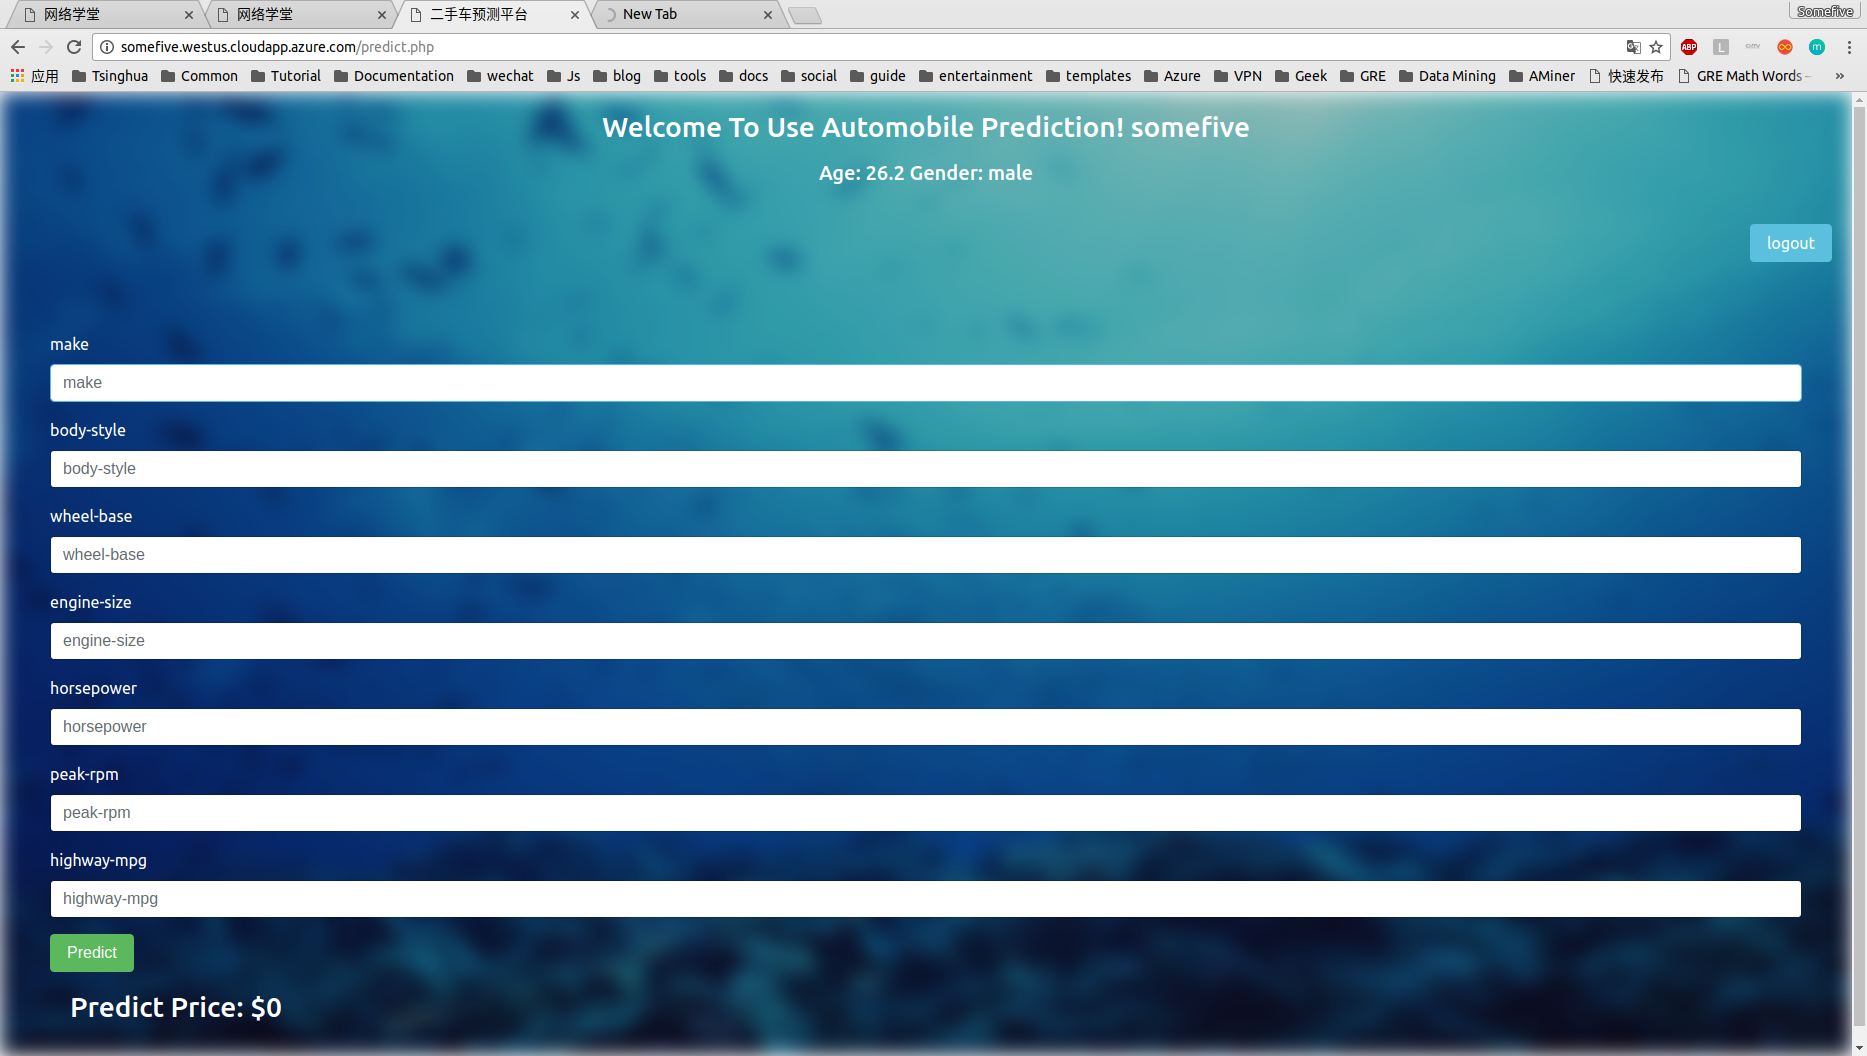 网络学堂 网络学堂 二手车预测平台 New Tab Somefive
somefive.westus.cloudapp.azure.com/predict.php ABP L m
应用 Tsinghua Common Tutorial Documentation wechat Js blog tools docs social guide entertainment templates Azure VPN Geek GRE Data Mining AMiner 快速发布 GRE Math Words - »
Welcome To Use Automobile Prediction! somefive
Age: 26.2 Gender: male
logout
make
make
body-style
body-style
wheel-base
wheel-base
engine-size
engine-size
horsepower
horsepower
peak-rpm
peak-rpm
highway-mpg
highway-mpg
Predict
Predict Price: $0